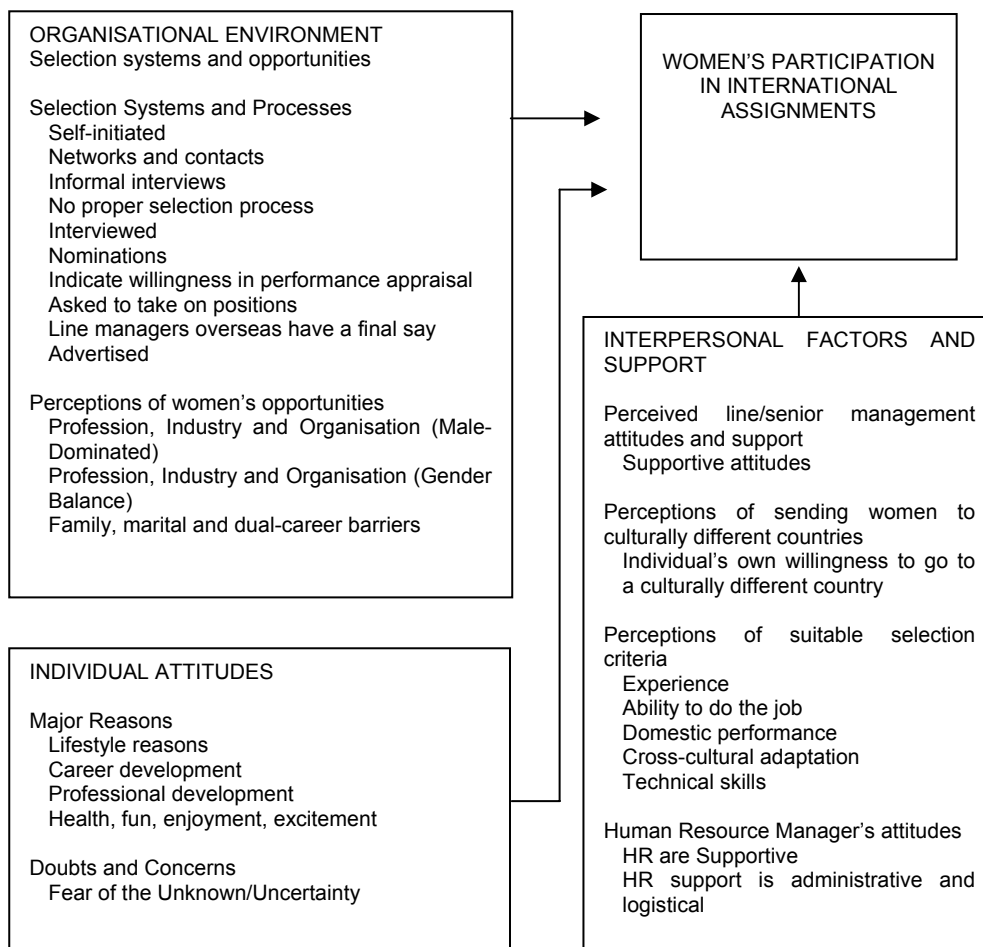 ORGANISATIONAL ENVIRONMENT
Selection systems and opportunities
Selection Systems and Processes
Self-initiated
Networks and contacts
Informal interviews
No proper selection process
Interviewed
Nominations
Indicate willingness in performance appraisal
Asked to take on positions
Line managers overseas have a final say
Advertised
Perceptions of women's opportunities
Profession, Industry and Organisation (Male-
Dominated)
Profession, Industry and Organisation (Gender
Balance)
Family, marital and dual-career barriers
WOMEN'S PARTICIPATION
IN INTERNATIONAL
ASSIGNMENTS
INDIVIDUAL ATTITUDES
Major Reasons
Lifestyle reasons
Career development
Professional development
Health, fun, enjoyment, excitement
Doubts and Concerns
Fear of the Unknown/Uncertainty
INTERPERSONAL FACTORS AND
SUPPORT
Perceived line/senior management
attitudes and support
Supportive attitudes
Perceptions of sending women to
culturally different countries
Individual's own willingness to go to
a culturally different country
Perceptions of suitable selection
criteria
Experience
Ability to do the job
Domestic performance
Cross-cultural adaptation
Technical skills
Human Resource Manager's attitudes
HR are Supportive
HR support is administrative and
logistical